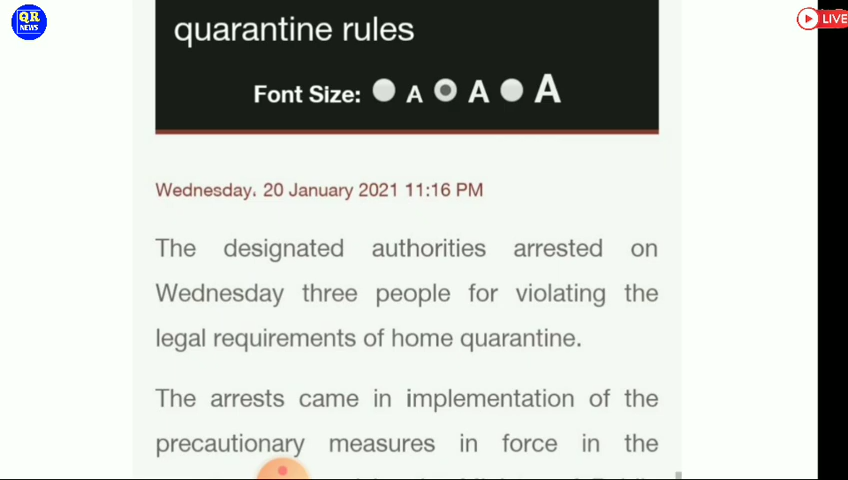 QR
NEWS
LIVE
quarantine rules
Font Size: A A A
Wednesday, 20 January 2021 11:16 PM
The designated authorities arrested on
Wednesday three people for violating the
legal requirements of home quarantine.
The arrests came in implementation of the
precautionary measures in force in the